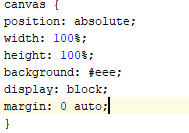 canvas {
position: absolute;
width: 100%;
height: 100%;
background: #eee;
display: block;
margin: 0 auto;
}